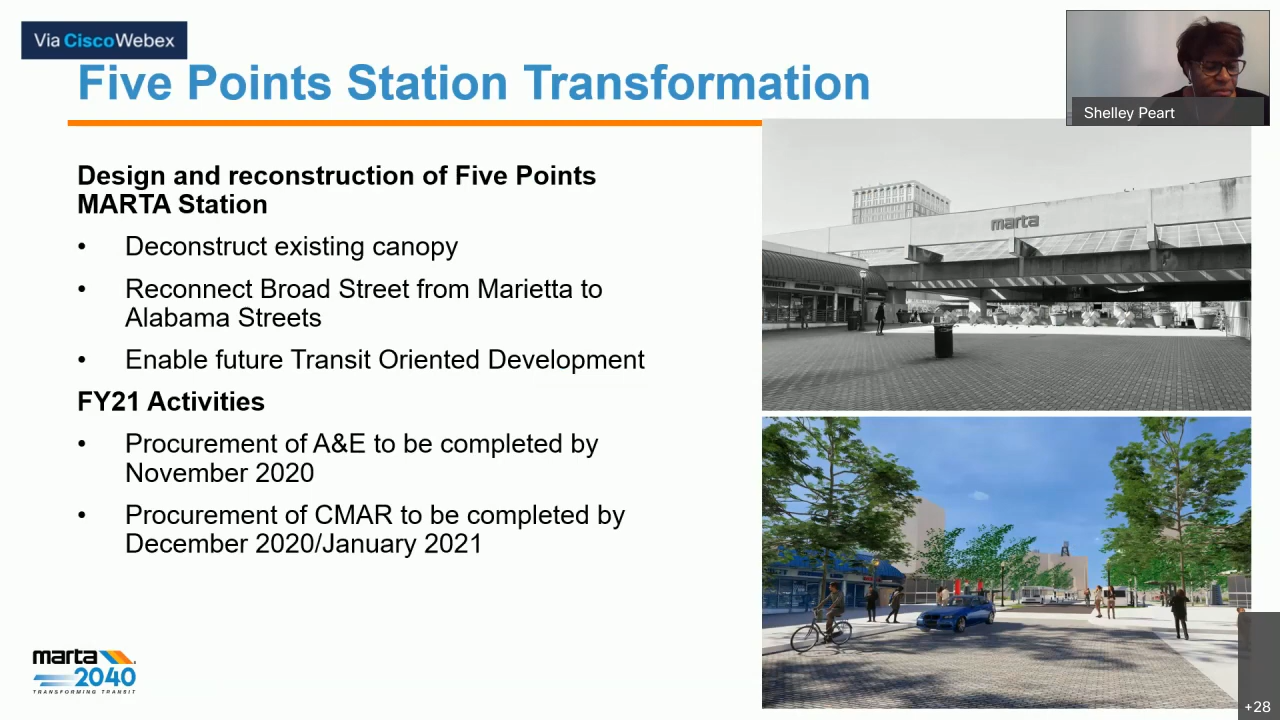 Via Cisco Webex
Five Points Station Transformation
Shelley Peart
Design and reconstruction of Five Points
MARTA Station
• Deconstruct existing canopy
• Reconnect Broad Street from Marietta to
Alabama Streets
• Enable future Transit Oriented Development
FY21 Activities
• Procurement of A&E to be completed by
November 2020
• Procurement of CMAR to be completed by
December 2020/January 2021
marta
marta
2040
TRANSFORMING TRANSIT
+28